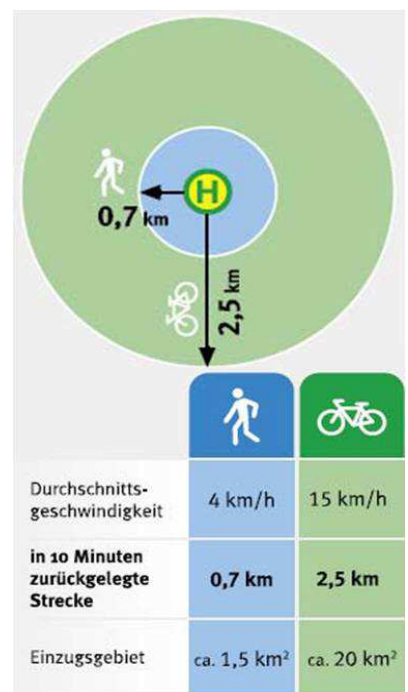 H
0,7 km
2,5 km
Durchschnitts-
geschwindigkeit
4 km/h
15 km/h
in 10 Minuten
zurückgelegte
Strecke
0,7 km
2,5 km
Einzugsgebiet
ca. 1,5 km²
ca. 20 km²